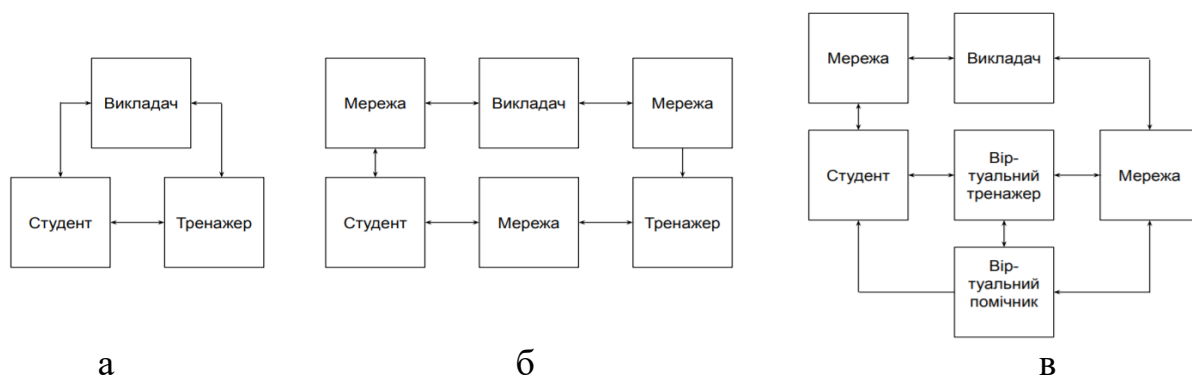 Викладач
Студент
Тренажер
а
Мережа
Викладач
Мережа
Студент
Мережа
Тренажер
б
Мережа
Викладач
Студент
Вір-
туальний
тренажер
Мережа
Вір-
туальний
помічник
в